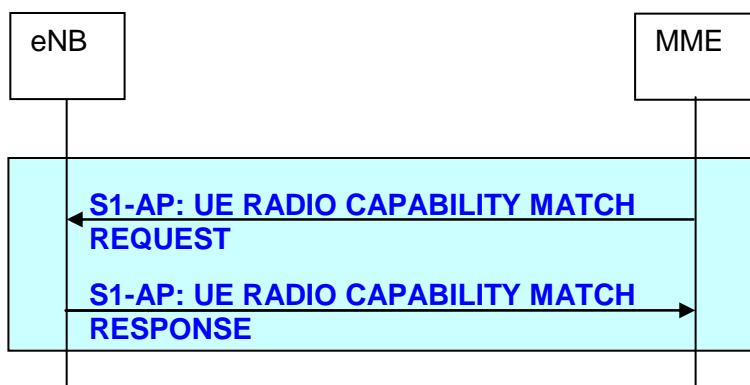 eNB
MME
S1-AP: UE RADIO CAPABILITY MATCH
REQUEST
S1-AP: UE RADIO CAPABILITY MATCH
RESPONSE